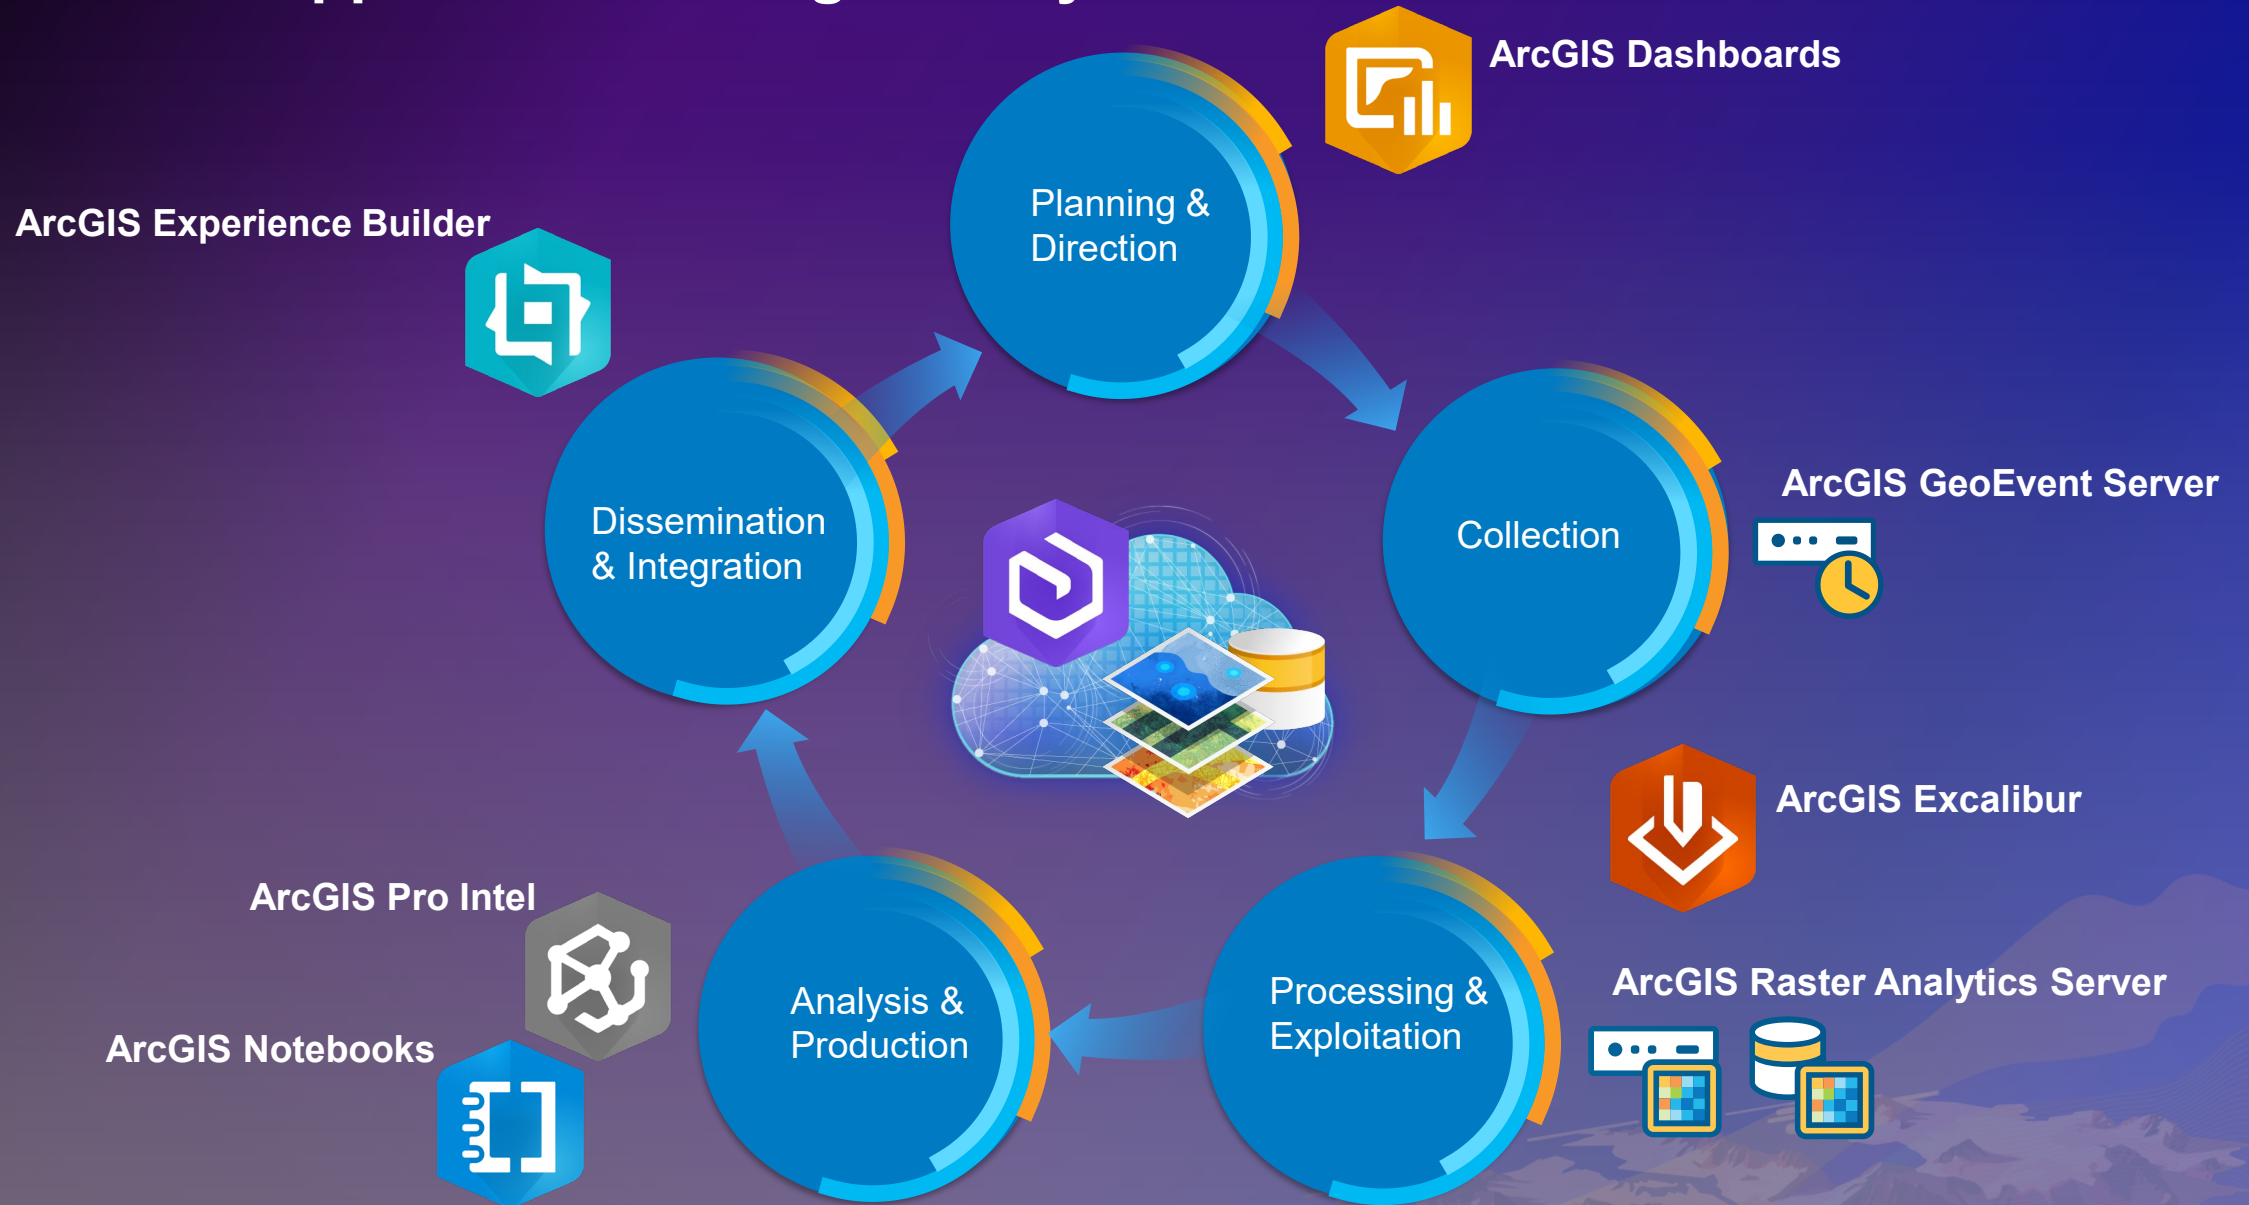 ArcGIS Dashboards
Planning &
Direction
ArcGIS Experience Builder
Dissemination
& Integration
Collection
ArcGIS GeoEvent Server
ArcGIS Excalibur
ArcGIS Pro Intel
ArcGIS Notebooks
Analysis &
Production
Processing &
Exploitation
ArcGIS Raster Analytics Server